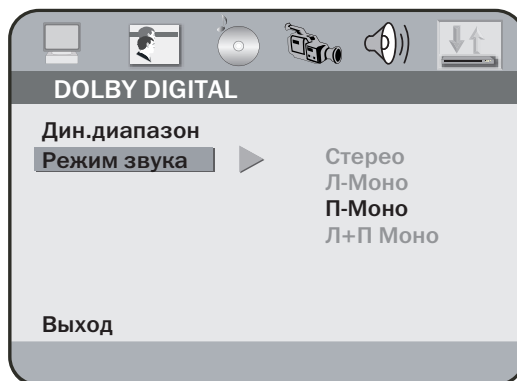 DOLBY DIGITAL
Дин.диапазон
Режим звука
Стерео
Л-Моно
П-Моно
Л+П Моно
Выход